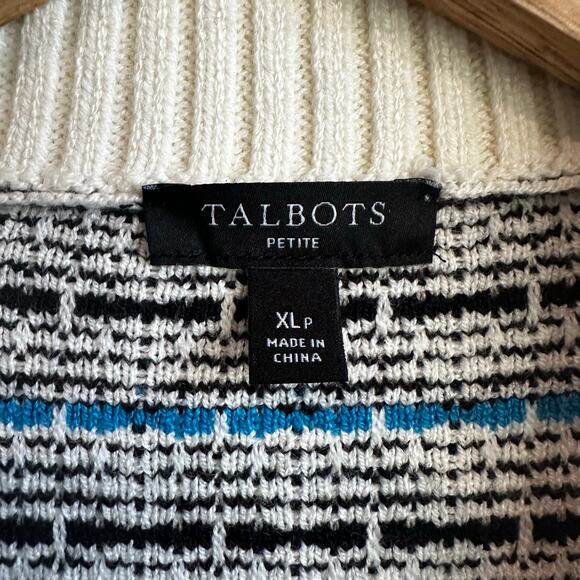 TALBOTS
PETITE
XL P
MADE IN
CHINA